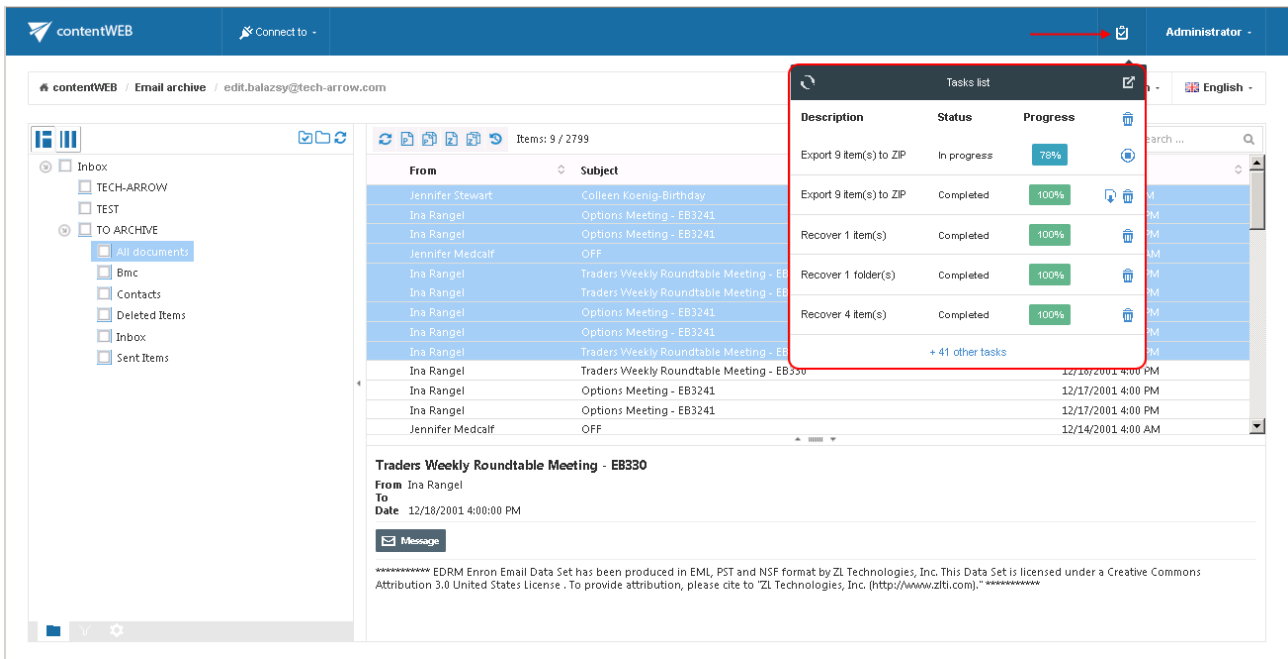 contentWEB Connect to Administrator
contentWEB / Email archive / edit.balazsy@tech-arrow.com English
Tasks list
Description Status Progress
Export 9 item(s) to ZIP In progress 78%
Export 9 item(s) to ZIP Completed 100%
Recover 1 item(s) Completed 100%
Recover 1 folder(s) Completed 100%
Recover 4 item(s) Completed 100%
+ 41 other tasks
Inbox
TECH-ARROW
TEST
TO ARCHIVE
All documents
Bmc
Contacts
Deleted Items
Inbox
Sent Items
Items: 9 / 2799
From Subject
Jennifer Stewart Colleen Koenig-Birthday
Ina Rangel Options Meeting - EB3241
Ina Rangel Options Meeting - EB3241
Jennifer Medcalf OFF
Ina Rangel Traders Weekly Roundtable Meeting -
Ina Rangel Traders Weekly Roundtable Meeting -
Ina Rangel Options Meeting - EB3241
Ina Rangel Options Meeting - EB3241
Ina Rangel Traders Weekly Roundtable Meeting -
Ina Rangel Traders Weekly Roundtable Meeting - EB330 12/18/2001 4:00 PM
Ina Rangel Options Meeting - EB3241 12/17/2001 4:00 PM
Ina Rangel Options Meeting - EB3241 12/17/2001 4:00 PM
Jennifer Medcalf OFF 12/14/2001 4:00 AM
Traders Weekly Roundtable Meeting - EB330
From Ina Rangel
To
Date 12/18/2001 4:00:00 PM
Message
*********** EDRM Enron Email Data Set has been produced in EML, PST and NSF format by ZL Technologies, Inc. This Data Set is licensed under a Creative Commons
Attribution 3.0 United States License . To provide attribution, please cite to "ZL Technologies, Inc. (http://www.zlti.com)." ***********